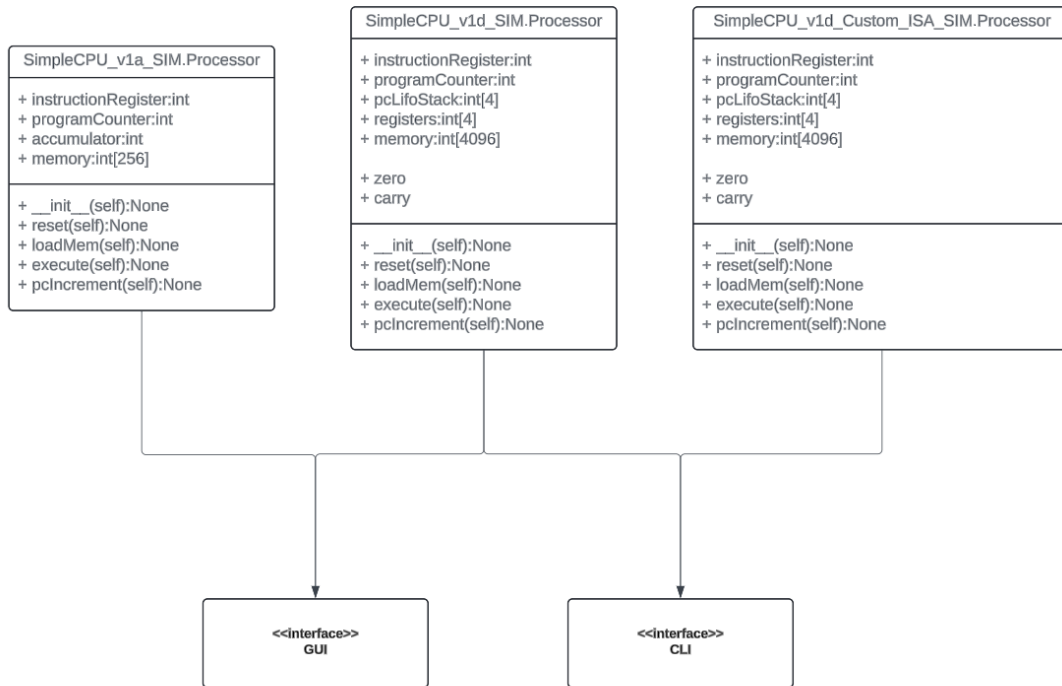 SimpleCPU_v1a_SIM.Processor
+ instructionRegister:int
+ programCounter:int
+ accumulator:int
+ memory:int[256]
+ __init__(self):None
+ reset(self):None
+ loadMem(self):None
+ execute(self):None
+ pcIncrement(self):None
SimpleCPU_v1d_SIM.Processor
+ instructionRegister:int
+ programCounter:int
+ pcLifoStack:int[4]
+ registers:int[4]
+ memory:int[4096]
+ zero
+ carry
+ __init__(self):None
+ reset(self):None
+ loadMem(self):None
+ execute(self):None
+ pcIncrement(self):None
SimpleCPU_v1d_Custom_ISA_SIM.Processor
+ instructionRegister:int
+ programCounter:int
+ pcLifoStack:int[4]
+ registers:int[4]
+ memory:int[4096]
+ zero
+ carry
+ __init__(self):None
+ reset(self):None
+ loadMem(self):None
+ execute(self):None
+ pcIncrement(self):None
<<interface>>
GUI
<<interface>>
CLI